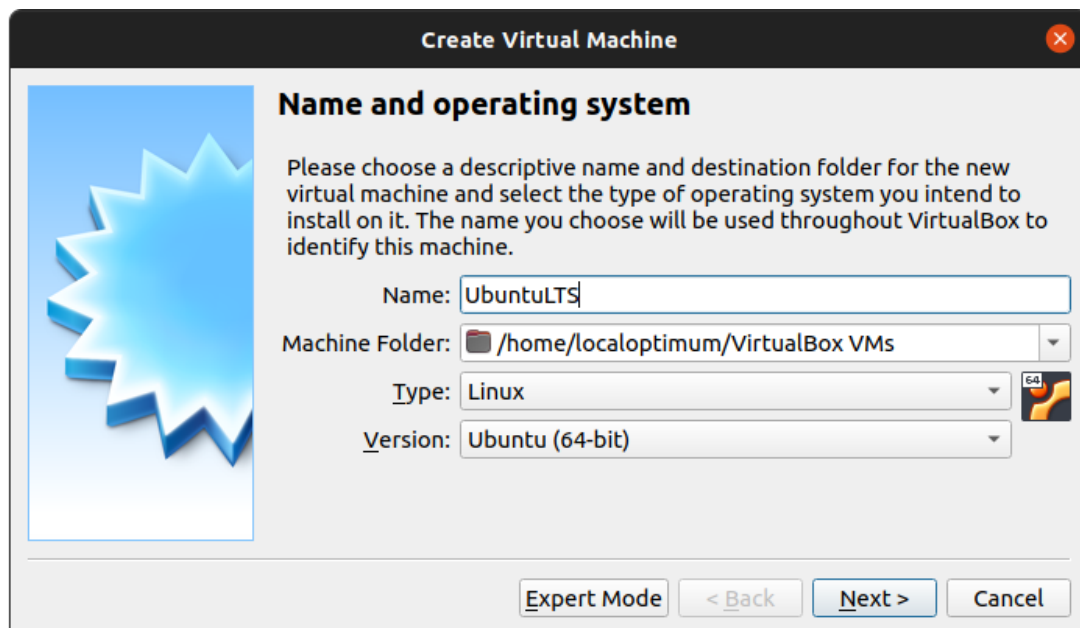 Create Virtual Machine
Name and operating system
Please choose a descriptive name and destination folder for the new
virtual machine and select the type of operating system you intend to
install on it. The name you choose will be used throughout VirtualBox to
identify this machine.
Name: UbuntuLTS
Machine Folder: /home/localoptimum/VirtualBox VMs
Type: Linux 64
Version: Ubuntu (64-bit)
Expert Mode < Back Next > Cancel